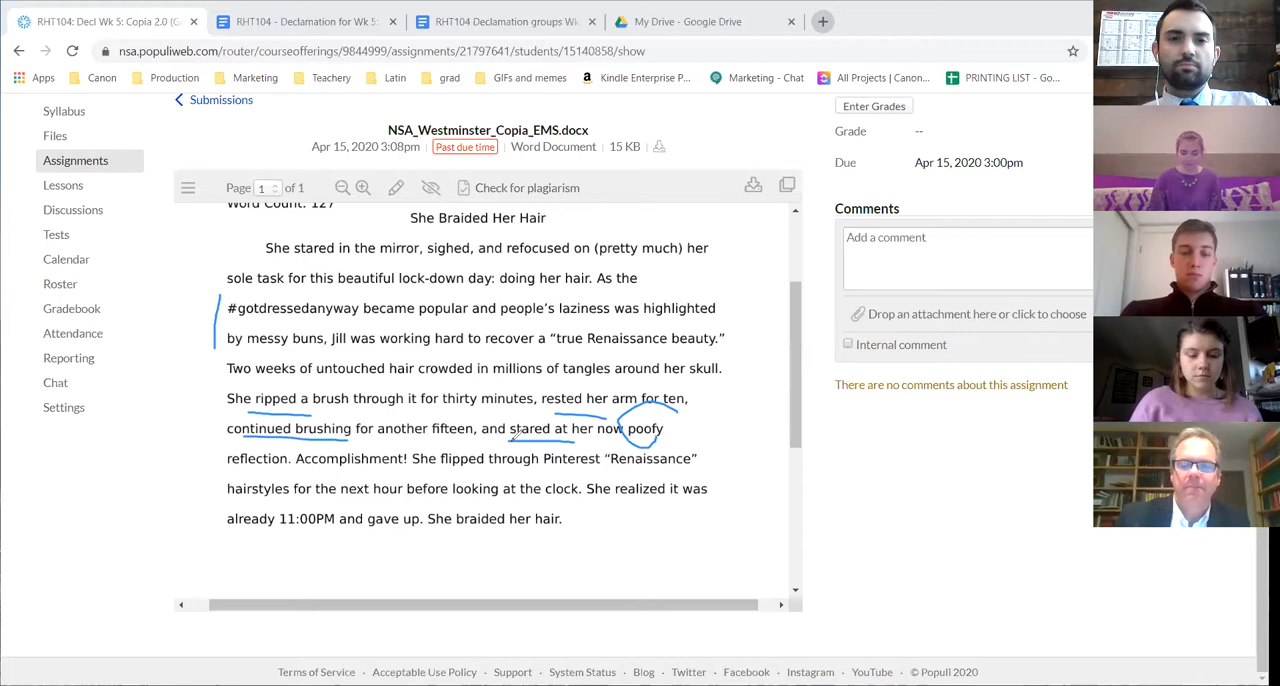 RHT104: Decl Wk 5: Copia 2.0 (G
RHT104 - Declamation for Wk 5:
RHT104 Declamation groups Wk
My Drive - Google Drive
nsa.populiweb.com/router/courseofferings/9844999/assignments/21797641/students/15140858/show
Apps Canon Production Marketing Teachery Latin grad GIFs and memes Kindle Enterprise P... Marketing - Chat All Projects | Canon... PRINTING LIST - Go...
Syllabus
Files
Assignments
Lessons
Discussions
Tests
Calendar
Roster
Gradebook
Attendance
Reporting
Chat
Settings
Submissions
NSA_Westminster_Copia_EMS.docx
Apr 15, 2020 3:08pm Past due time Word Document 15 KB
Page 1 of 1 Check for plagiarism
Word Count: 127
She Braided Her Hair
She stared in the mirror, sighed, and refocused on (pretty much) her
sole task for this beautiful lock-down day: doing her hair. As the
#gotdressedanyway became popular and people's laziness was highlighted
by messy buns, Jill was working hard to recover a “true Renaissance beauty.”
Two weeks of untouched hair crowded in millions of tangles around her skull.
She ripped a brush through it for thirty minutes, rested her arm for ten,
continued brushing for another fifteen, and stared at her now poofy
reflection. Accomplishment! She flipped through Pinterest “Renaissance”
hairstyles for the next hour before looking at the clock. She realized it was
already 11:00PM and gave up. She braided her hair.
Enter Grades
Grade --
Due Apr 15, 2020 3:00pm
Comments
Add a comment
Drop an attachment here or click to choose
Internal comment
There are no comments about this assignment
Terms of Service • Acceptable Use Policy • Support • System Status • Blog • Twitter • Facebook • Instagram • YouTube • © Populi 2020